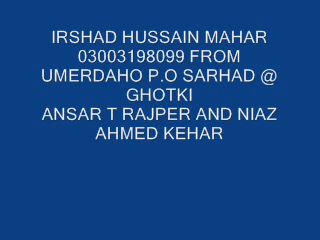 IRSHAD HUSSAIN MAHAR
03003198099 FROM
UMERDAHO P.O SARHAD @
GHOTKI
ANSAR T RAJPER AND NIAZ
AHMED KEHAR